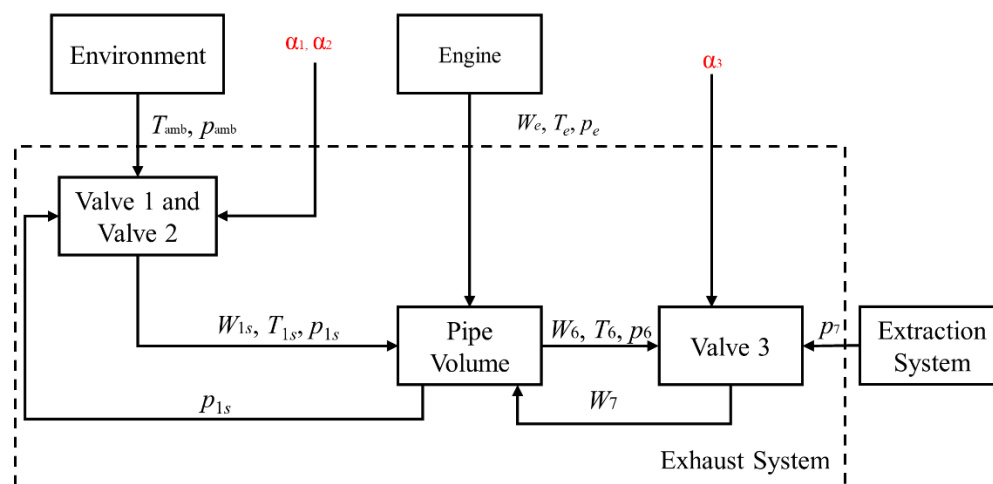 Environment
α1, α2
Engine
α3
Tamb, pamb
We, Te, pe
Valve 1 and
Valve 2
W1s, T1s, p1s
Pipe
Volume
W6, T6, p6
Valve 3
p7
Extraction
System
p1s
W7
Exhaust System